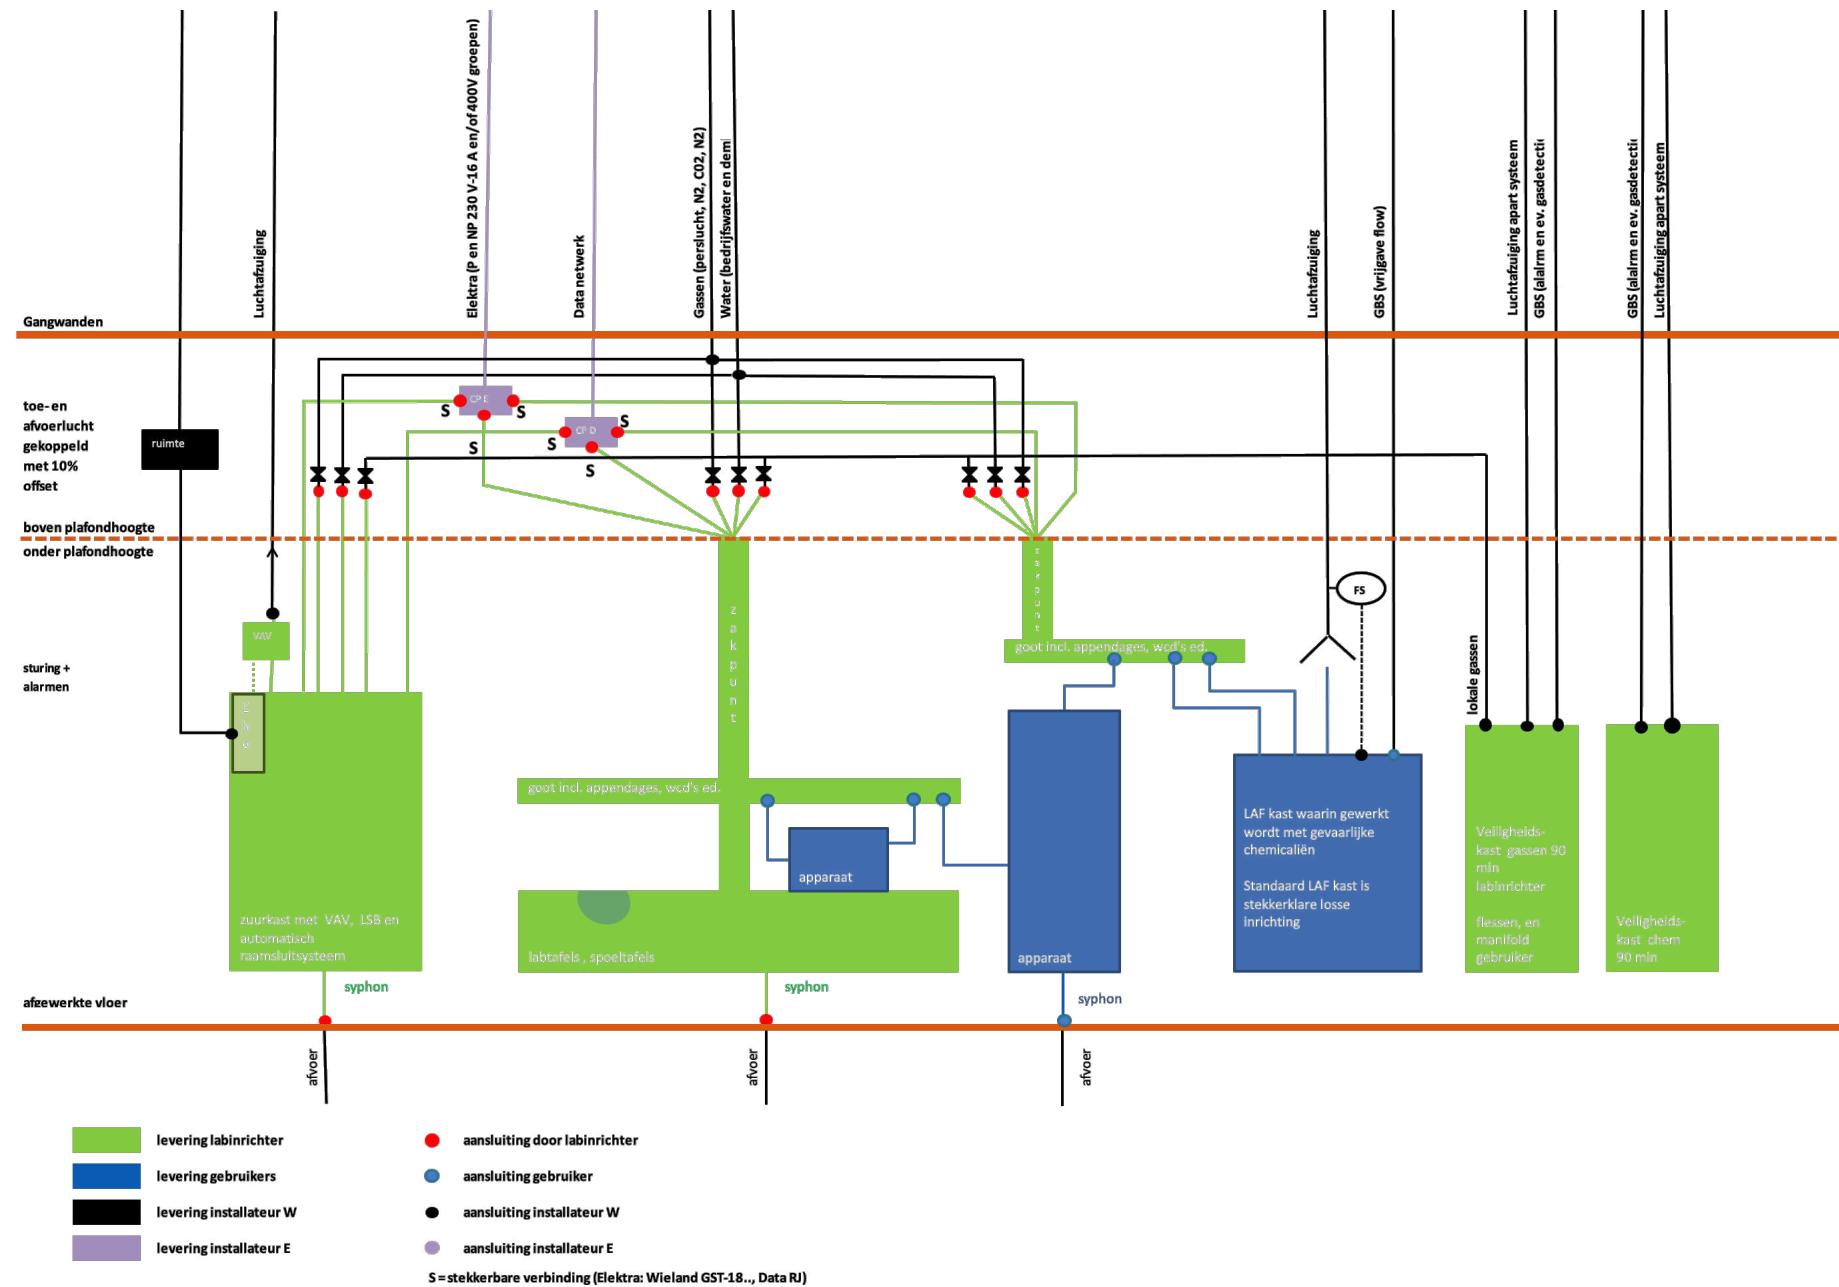 Luchtafzuiging
Elektra (P en NP 230 V-16 A en/of 400V groepen)
Data netwerk
Gassen (perslucht, N2, C02, N2)
Water (bedrijfswater en dem
Luchtafzuiging
GBS (vrijgave flow)
Luchtafzuiging apart systeem
GBS (alalrm en ev. gasdetectie
GBS (alalrm en ev. gasdetectie
Luchtafzuiging apart systeem
Gangwanden
toe- en
afvoerlucht
gekoppeld
met 10%
offset
ruimte
CP E
S
S
S
CP D
S
S
S
boven plafondhoogte
onder plafondhoogte
zakpunt
zakpunt
FS
VAV
sturing +
alarmen
goot incl. appendages, wcd's ed.
lokale gassen
goot incl. appendages, wcd's ed.
apparaat
LAF kast waarin gewerkt
wordt met gevaarlijke
chemicaliën
Standaard LAF kast is
stekkerklare losse
inrichting
Veiligheids-
kast gassen 90
min
labinrichter
flessen, en
manifold
gebruiker
Veiligheids-
kast chem
90 min
zuurkast met VAV, LSB en
automatisch
raamsluitsysteem
labtafels , spoeltafels
apparaat
syphon
syphon
syphon
afgewerkte vloer
afvoer
afvoer
afvoer
levering labinrichter
aansluiting door labinrichter
levering gebruikers
aansluiting gebruiker
levering installateur W
aansluiting installateur W
levering installateur E
aansluiting installateur E
S = stekkerbare verbinding (Elektra: Wieland GST-18.., Data RJ)